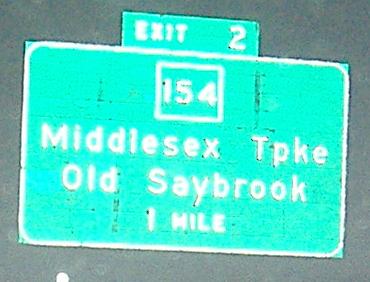 EXIT 2
154
Middlesex Tpke
Old Saybrook
1 MILE